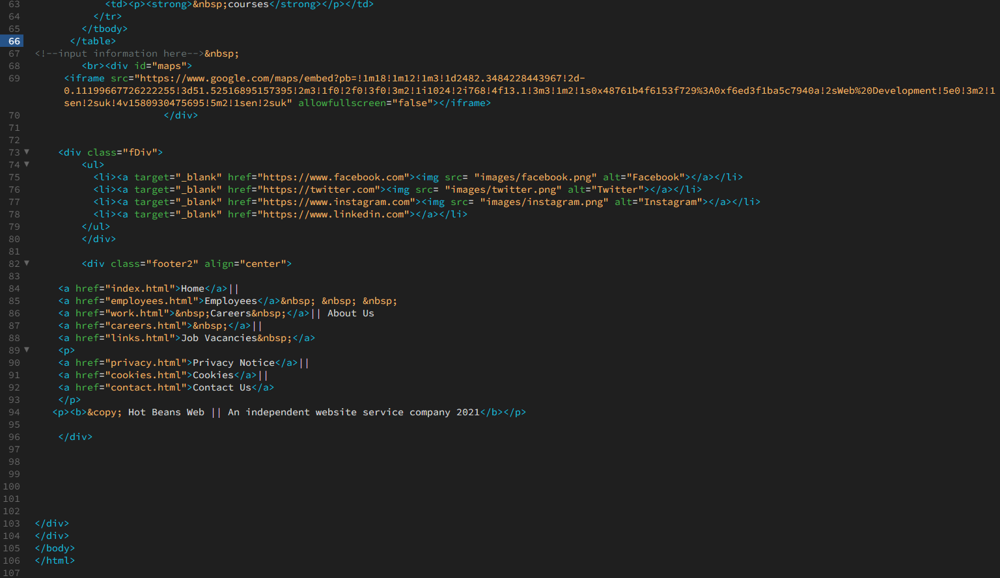 63 <td><p><strong>&nbsp;courses</strong></p></td>
64 </tr>
65 </tbody>
66 </table>
67 <!--input information here-->&nbsp;
68 <br><div id="maps">
69 <iframe src="https://www.google.com/maps/embed?pb=!1m18!1m12!1m3!1d2482.3484228443967!2d-
0.11199667726222255!3d51.52516895157395!2m3!1f0!2f0!3f0!3m2!1i1024!2i768!4f13.1!3m3!1m2!1s0x48761b4f6153f729%3A0xf6ed3f1ba5c7940a!2sWeb%20Development!5e0!3m2!1
sen!2suk!4v1580930475695!5m2!1sen!2suk" allowfullscreen="false"></iframe>
70 </div>
71
72
73 <div class="fDiv">
74 <ul>
75 <li><a target="_blank" href="https://www.facebook.com"><img src= "images/facebook.png" alt="Facebook"></a></li>
76 <li><a target="_blank" href="https://twitter.com"><img src= "images/twitter.png" alt="Twitter"></a></li>
77 <li><a target="_blank" href="https://www.instagram.com"><img src= "images/instagram.png" alt="Instagram"></a></li>
78 <li><a target="_blank" href="https://www.linkedin.com"></a></li>
79 </ul>
80 </div>
81
82 <div class="footer2" align="center">
83
84 <a href="index.html">Home</a>||
85 <a href="employees.html">Employees</a>&nbsp; &nbsp; &nbsp;
86 <a href="work.html">&nbsp;Careers&nbsp;</a>|| About Us
87 <a href="careers.html">&nbsp;</a>||
88 <a href="links.html">Job Vacancies&nbsp;</a>
89 <p>
90 <a href="privacy.html">Privacy Notice</a>||
91 <a href="cookies.html">Cookies</a>||
92 <a href="contact.html">Contact Us</a>
93 </p>
94 <p><b>&copy; Hot Beans Web || An independent website service company 2021</b></p>
95
96 </div>
97
98
99
100
101
102
103 </div>
104 </div>
105 </body>
106 </html>
107